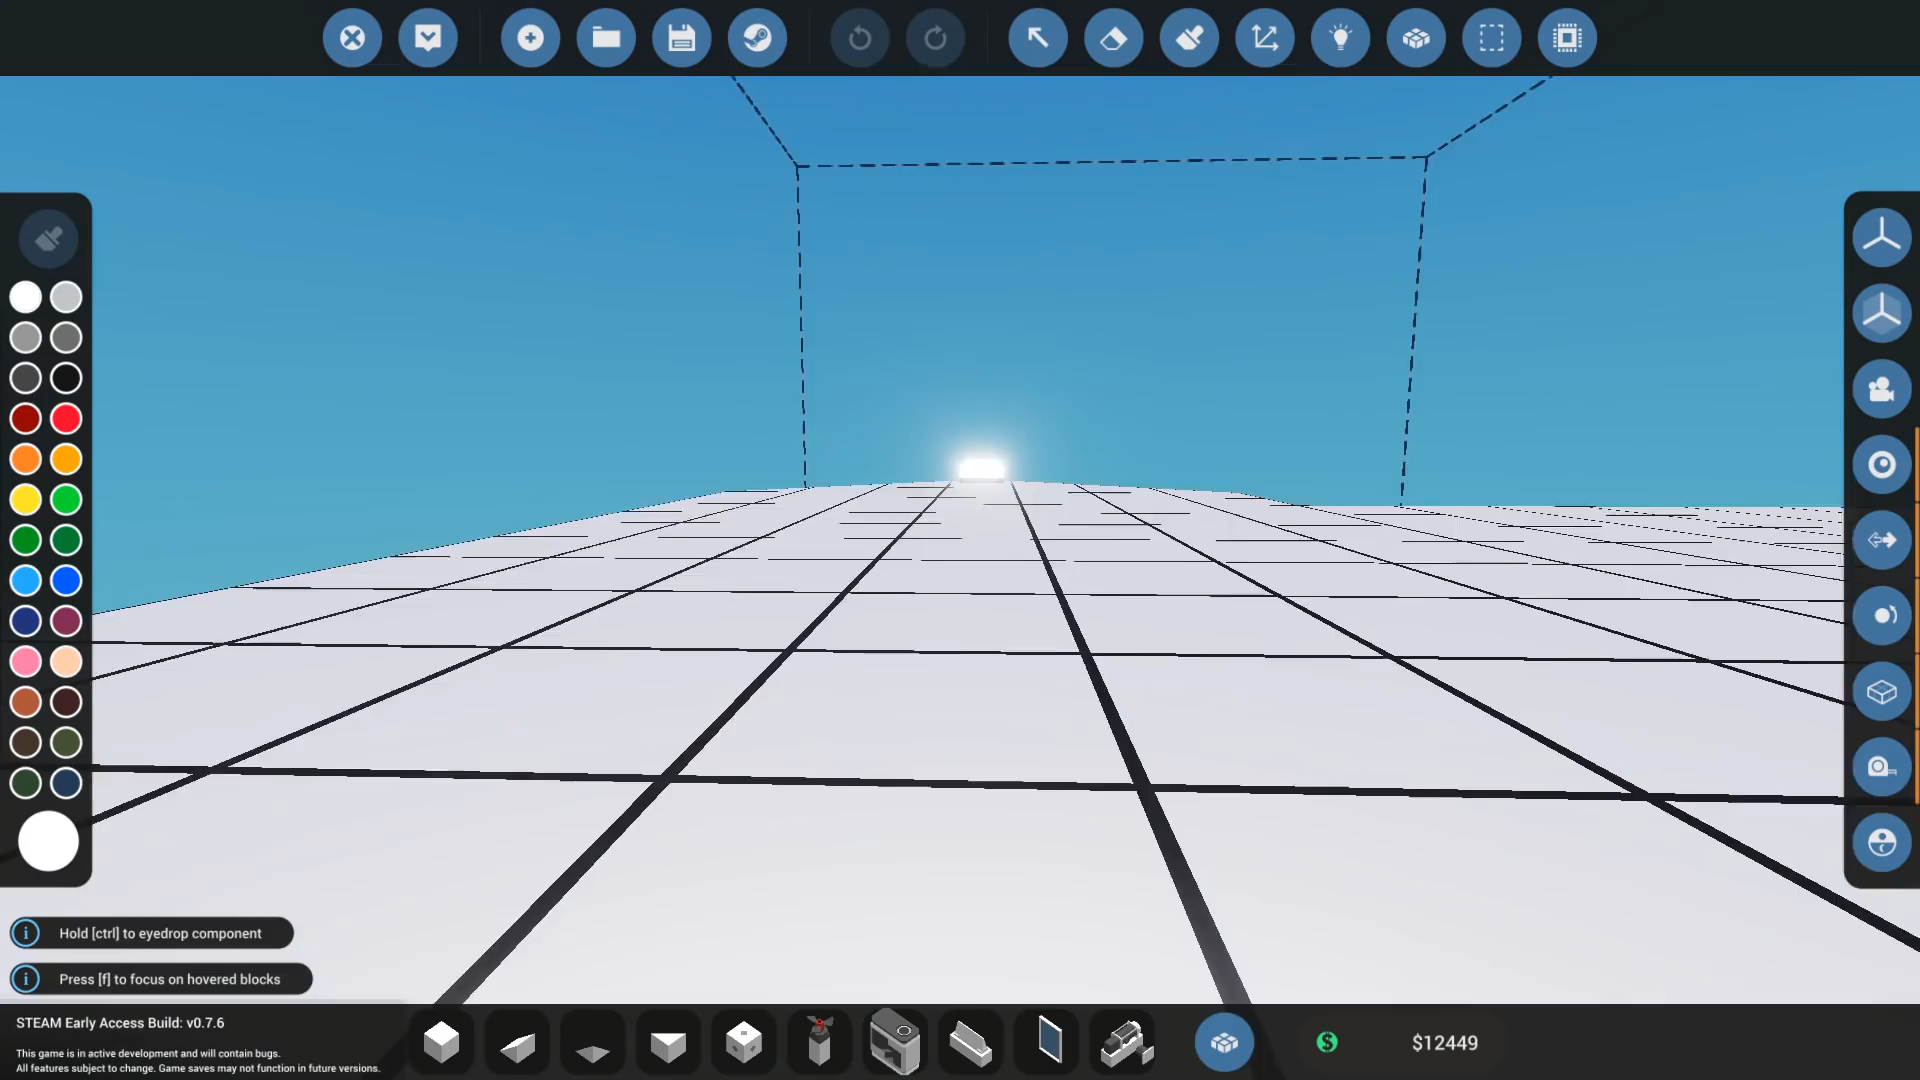 Hold [ctrl] to eyedrop component
Press [f] to focus on hovered blocks
STEAM Early Access Build: v0.7.6
This game is in active development and will contain bugs.
All features subject to change. Game saves may not function in future versions.
$12449